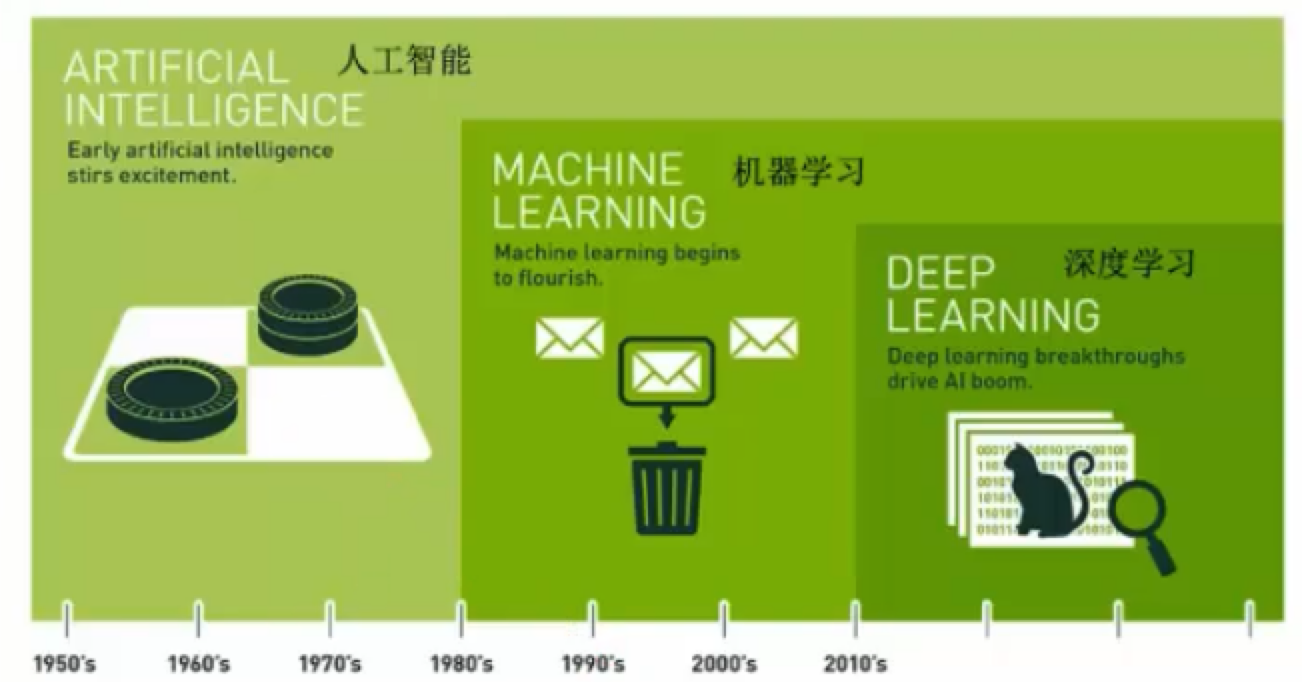 ARTIFICIAL 人工智能
INTELLIGENCE
Early artificial intelligence
stirs excitement.
MACHINE 机器学习
LEARNING
Machine learning begins
to flourish.
DEEP 深度学习
LEARNING
Deep learning breakthroughs
drive AI boom.
1950's 1960's 1970's 1980's 1990's 2000's 2010's